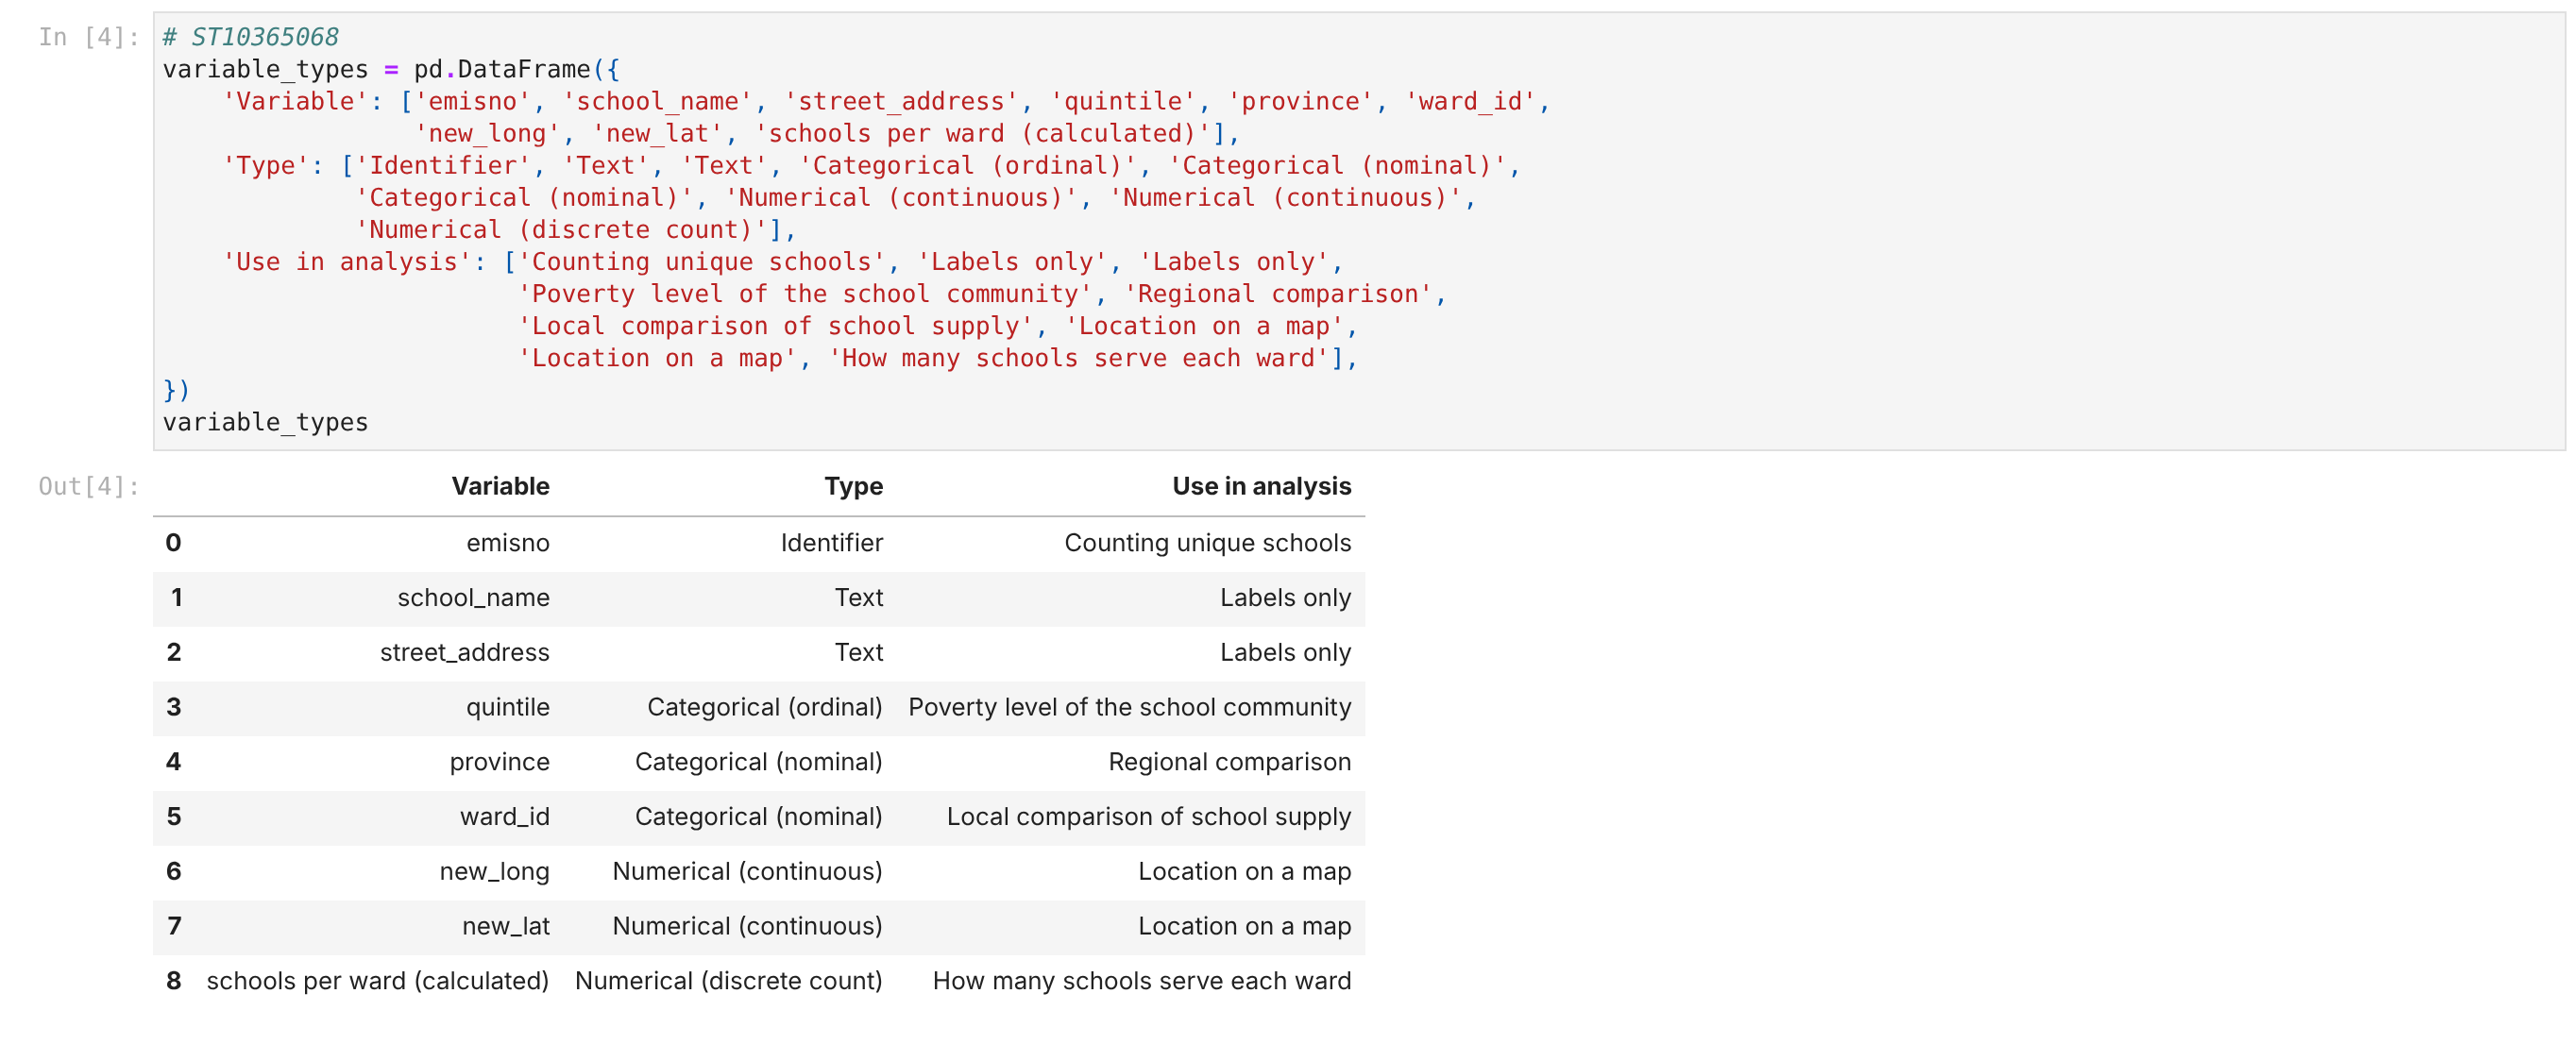 In [4]:
# ST10365068
variable_types = pd.DataFrame({
    'Variable': ['emisno', 'school_name', 'street_address', 'quintile', 'province', 'ward_id',
                 'new_long', 'new_lat', 'schools per ward (calculated)'],
    'Type': ['Identifier', 'Text', 'Text', 'Categorical (ordinal)', 'Categorical (nominal)',
             'Categorical (nominal)', 'Numerical (continuous)', 'Numerical (continuous)',
             'Numerical (discrete count)'],
    'Use in analysis': ['Counting unique schools', 'Labels only', 'Labels only',
                        'Poverty level of the school community', 'Regional comparison',
                        'Local comparison of school supply', 'Location on a map',
                        'Location on a map', 'How many schools serve each ward'],
})
variable_types
Out[4]:
Variable Type Use in analysis
0 emisno Identifier Counting unique schools
1 school_name Text Labels only
2 street_address Text Labels only
3 quintile Categorical (ordinal) Poverty level of the school community
4 province Categorical (nominal) Regional comparison
5 ward_id Categorical (nominal) Local comparison of school supply
6 new_long Numerical (continuous) Location on a map
7 new_lat Numerical (continuous) Location on a map
8 schools per ward (calculated) Numerical (discrete count) How many schools serve each ward